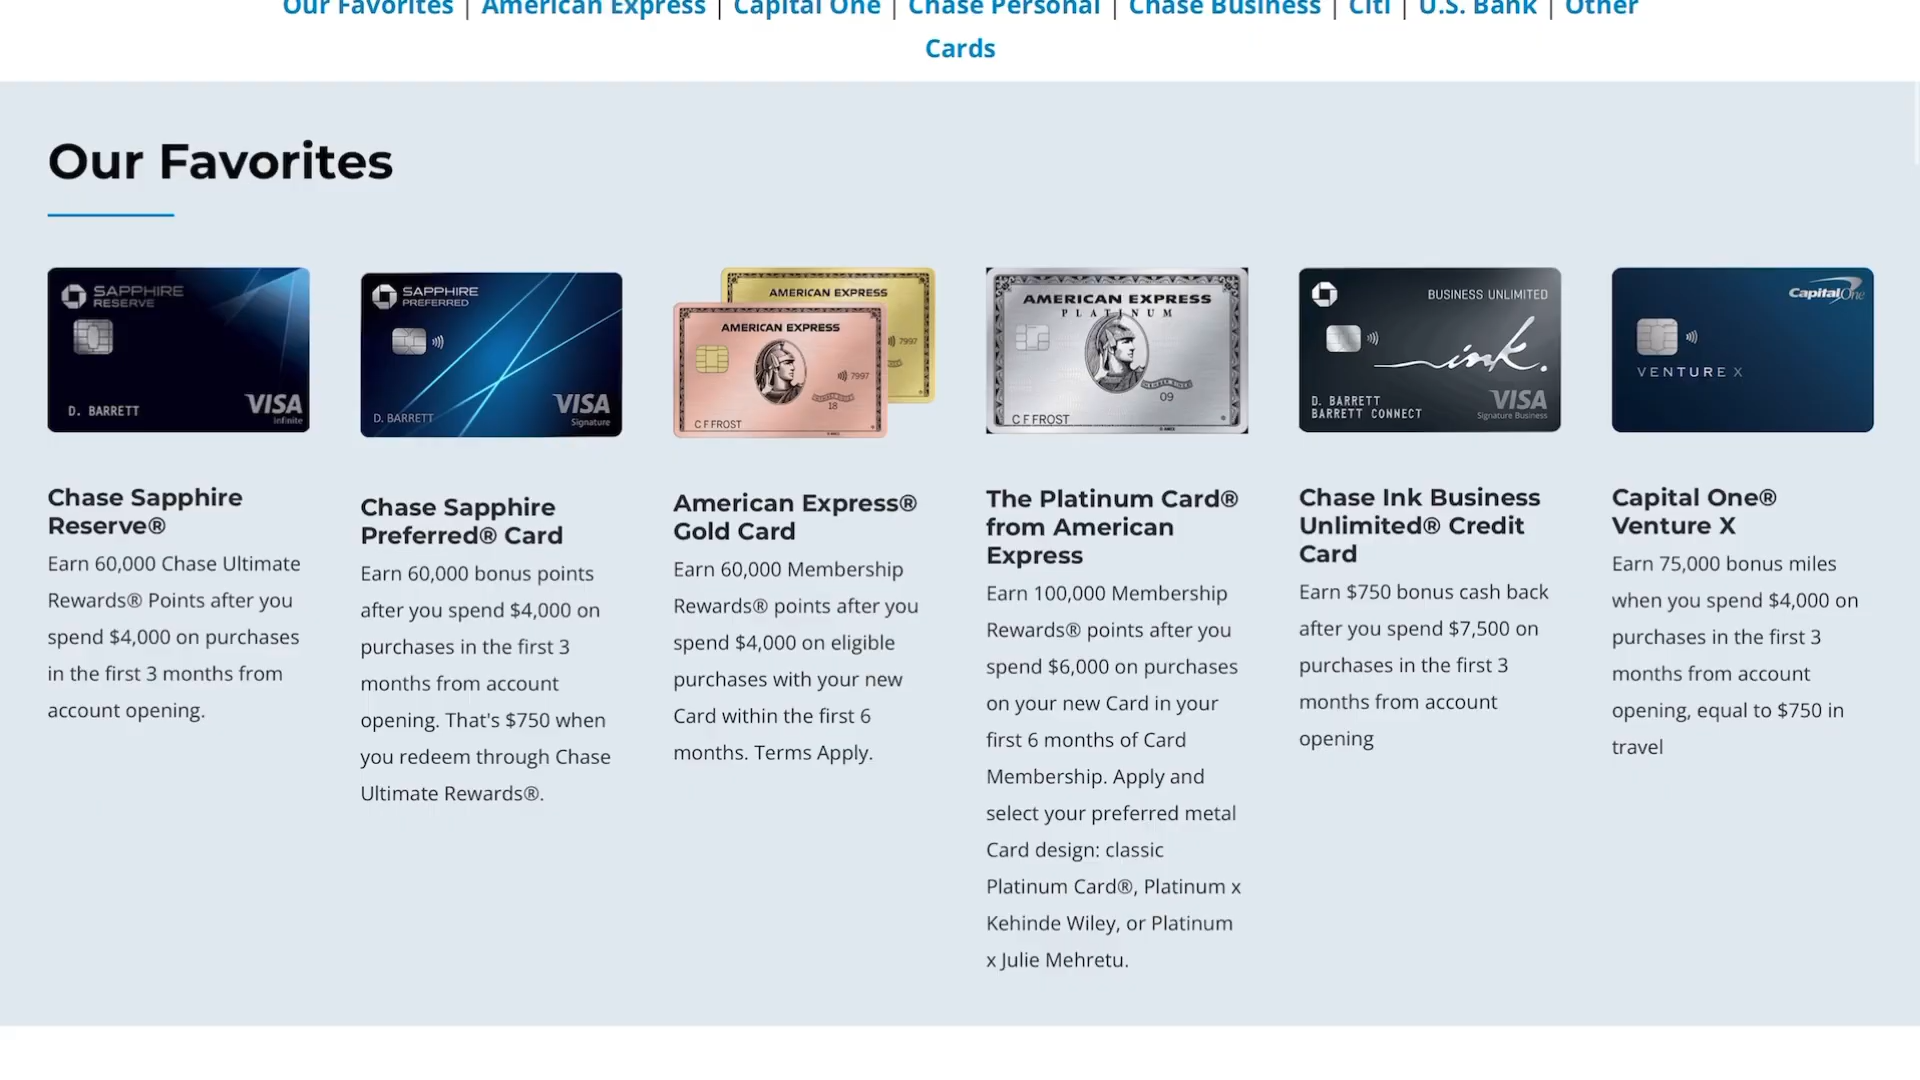 Our Favorites | American Express | Capital One | Chase Personal | Chase Business | Citi | U.S. Bank | Other
Cards
Our Favorites
SAPPHIRE
RESERVE
D. BARRETT
VISA
Infinite
SAPPHIRE
PREFERRED
D. BARRETT
VISA
Signature
AMERICAN EXPRESS
7997
AMERICAN EXPRESS
7997
18
C F FROST
AMERICAN EXPRESS
PLATINUM
09
C F FROST
BUSINESS UNLIMITED
ink.
D. BARRETT
BARRETT CONNECT
VISA
Signature Business
Capital One
VENTURE X
Chase Sapphire
Reserve®
Earn 60,000 Chase Ultimate
Rewards® Points after you
spend $4,000 on purchases
in the first 3 months from
account opening.
Chase Sapphire
Preferred® Card
Earn 60,000 bonus points
after you spend $4,000 on
purchases in the first 3
months from account
opening. That's $750 when
you redeem through Chase
Ultimate Rewards®.
American Express®
Gold Card
Earn 60,000 Membership
Rewards® points after you
spend $4,000 on eligible
purchases with your new
Card within the first 6
months. Terms Apply.
The Platinum Card®
from American
Express
Earn 100,000 Membership
Rewards® points after you
spend $6,000 on purchases
on your new Card in your
first 6 months of Card
Membership. Apply and
select your preferred metal
Card design: classic
Platinum Card®, Platinum x
Kehinde Wiley, or Platinum
x Julie Mehretu.
Chase Ink Business
Unlimited® Credit
Card
Earn $750 bonus cash back
after you spend $7,500 on
purchases in the first 3
months from account
opening
Capital One®
Venture X
Earn 75,000 bonus miles
when you spend $4,000 on
purchases in the first 3
months from account
opening, equal to $750 in
travel